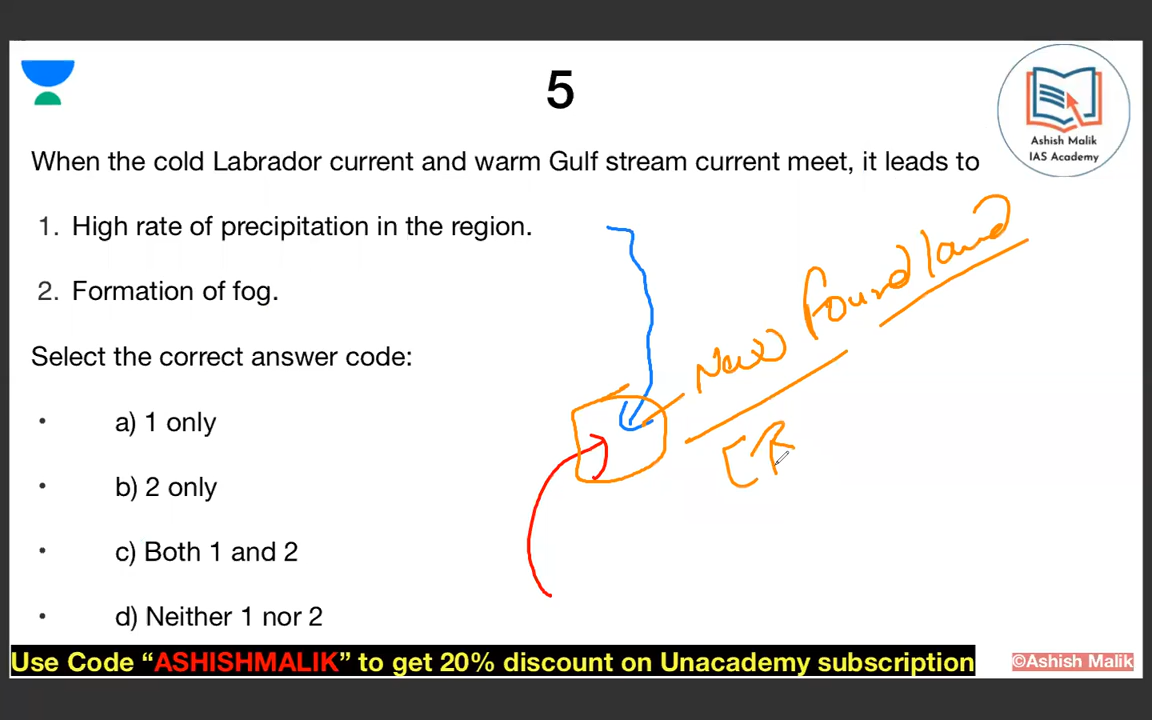 5
Ashish Malik
IAS Academy
When the cold Labrador current and warm Gulf stream current meet, it leads to
1. High rate of precipitation in the region.
2. Formation of fog.
New foundland
Select the correct answer code:
• a) 1 only
• b) 2 only
• c) Both 1 and 2
• d) Neither 1 nor 2
Use Code “ASHISHMALIK” to get 20% discount on Unacademy subscription
©Ashish Malik